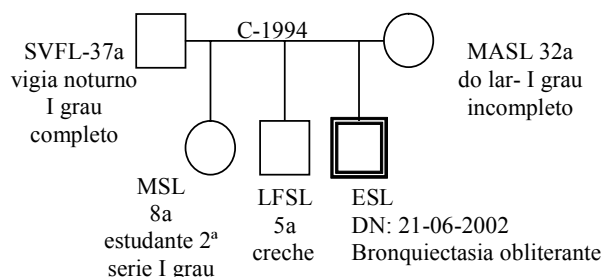 C-1994
SVFL-37a
vigia noturno
I grau
completo
MASL 32a
do lar- I grau
incompleto
MSL
8a
estudante 2ª
serie I grau
LFSL
5a
creche
ESL
DN: 21-06-2002
Bronquiectasia obliterante